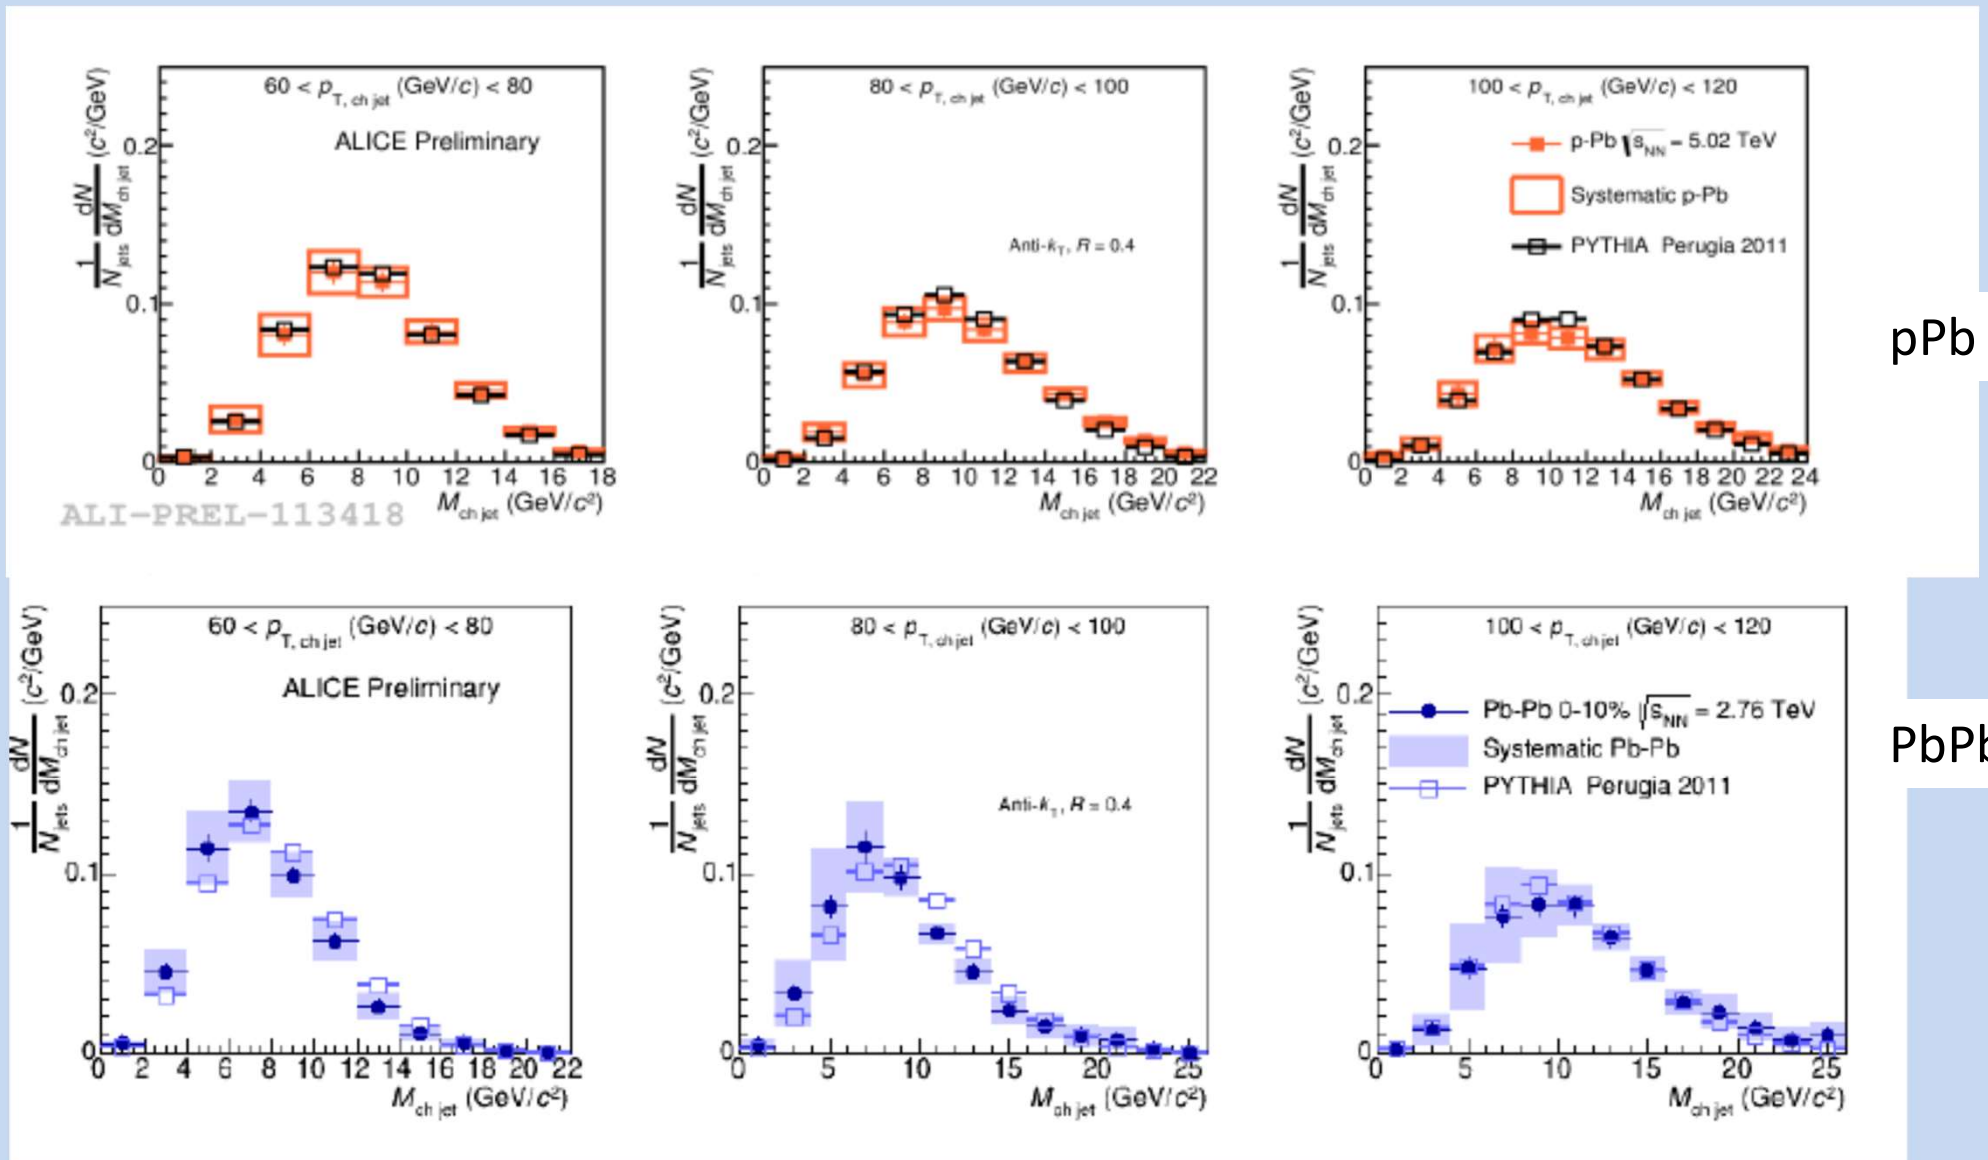 60 < p_T, ch jet (GeV/c) < 80
ALICE Preliminary
1/N_jets dN/dM_ch jet (c²/GeV)
0.2
0.1
0
0 2 4 6 8 10 12 14 16 18
M_ch jet (GeV/c²)
ALI-PREL-113418
80 < p_T, ch jet (GeV/c) < 100
Anti-k_T, R = 0.4
1/N_jets dN/dM_ch jet (c²/GeV)
0.2
0.1
0
0 2 4 6 8 10 12 14 16 18 20 22
M_ch jet (GeV/c²)
100 < p_T, ch jet (GeV/c) < 120
p-Pb √s_NN = 5.02 TeV
Systematic p-Pb
PYTHIA Perugia 2011
1/N_jets dN/dM_ch jet (c²/GeV)
0.2
0.1
0
0 2 4 6 8 10 12 14 16 18 20 22 24
M_ch jet (GeV/c²)
pPb
60 < p_T, ch jet (GeV/c) < 80
ALICE Preliminary
1/N_jets dN/dM_ch jet (c²/GeV)
0.2
0.1
0
0 2 4 6 8 10 12 14 16 18 20 22
M_ch jet (GeV/c²)
80 < p_T, ch jet (GeV/c) < 100
Anti-k_T, R = 0.4
1/N_jets dN/dM_ch jet (c²/GeV)
0.2
0.1
0
0 5 10 15 20 25
M_ch jet (GeV/c²)
100 < p_T, ch jet (GeV/c) < 120
Pb-Pb 0-10% √s_NN = 2.76 TeV
Systematic Pb-Pb
PYTHIA Perugia 2011
1/N_jets dN/dM_ch jet (c²/GeV)
0.2
0.1
0
0 5 10 15 20 25
M_ch jet (GeV/c²)
PbPb